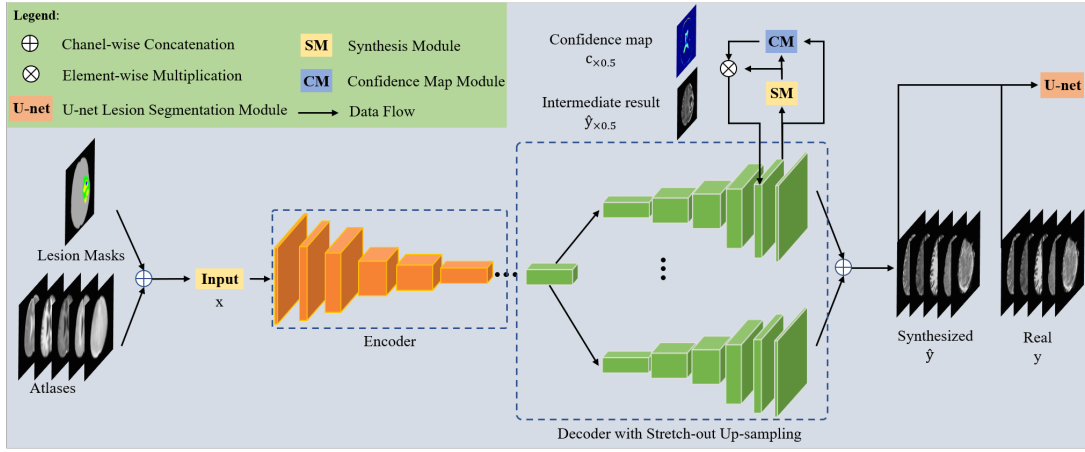 Legend:
Chanel-wise Concatenation
Element-wise Multiplication
U-net U-net Lesion Segmentation Module
SM Synthesis Module
CM Confidence Map Module
Data Flow
Confidence map
c×0.5
Intermediate result
ŷ×0.5
CM
SM
U-net
Lesion Masks
Atlases
Input
x
Encoder
Decoder with Stretch-out Up-sampling
Synthesized
ŷ
Real
y